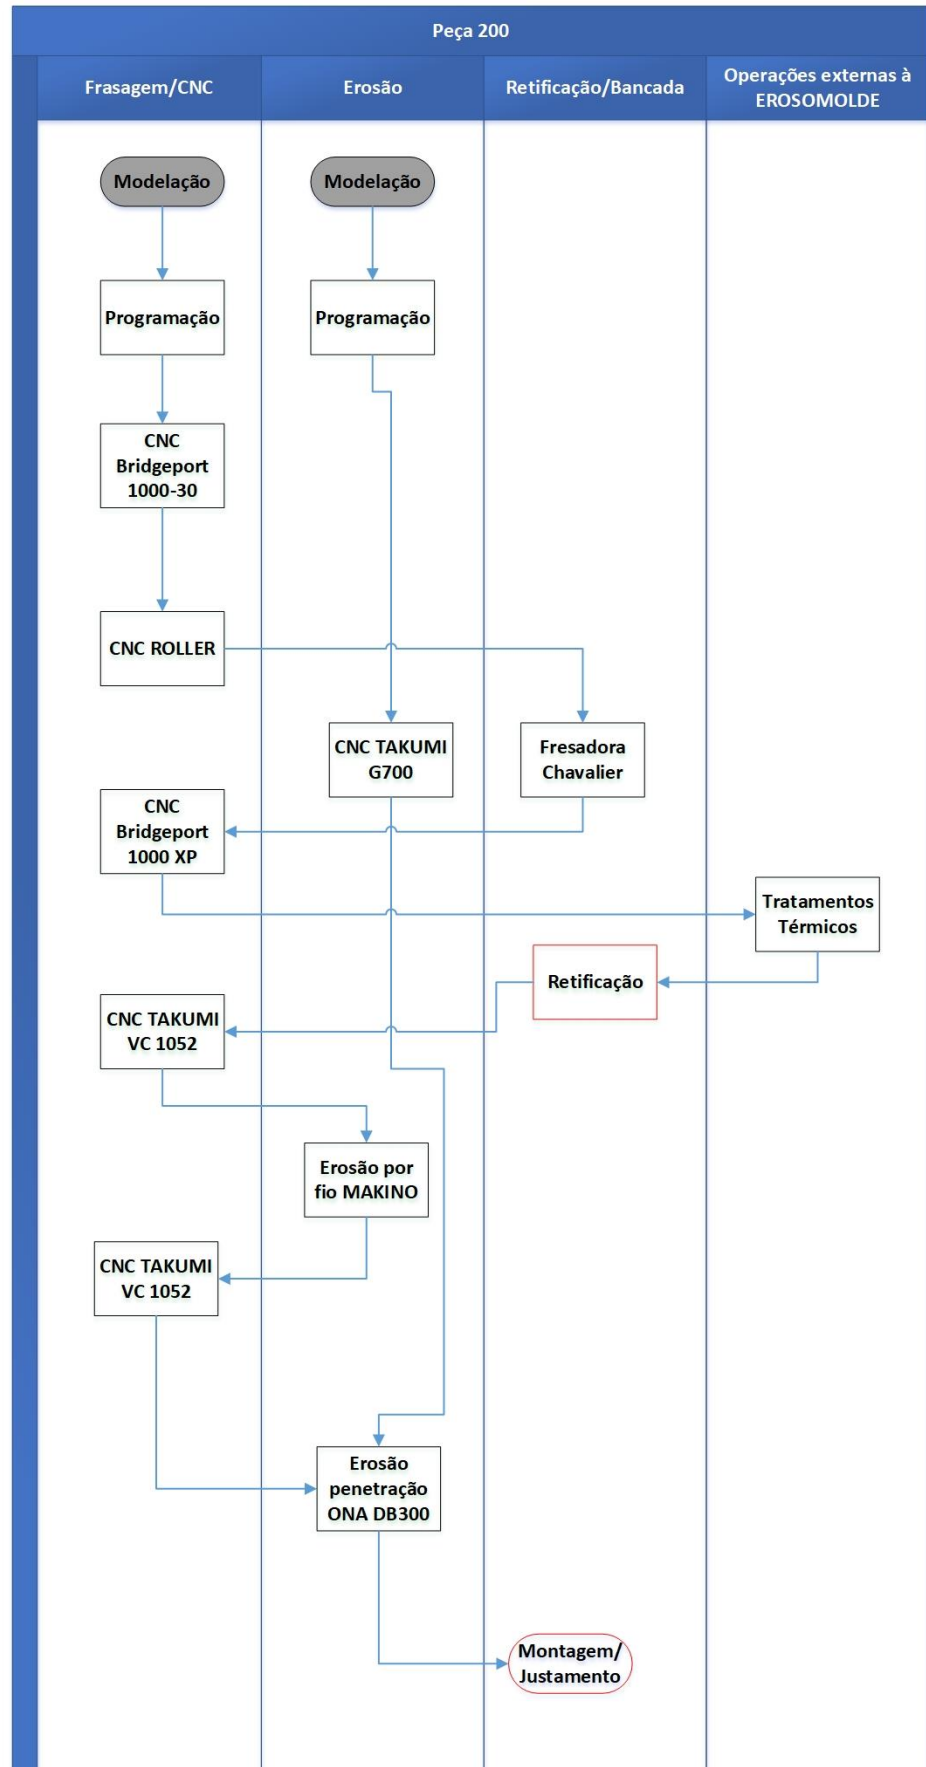 Peça 200
Frasagem/CNC
Erosão
Retificação/Bancada
Operações externas à
EROSOMOLDE
Modelação
Modelação
Programação
Programação
CNC
Bridgeport
1000-30
CNC ROLLER
CNC TAKUMI
G700
Fresadora
Chavalier
CNC
Bridgeport
1000 XP
Tratamentos
Térmicos
Retificação
CNC TAKUMI
VC 1052
Erosão por
fio MAKINO
CNC TAKUMI
VC 1052
Erosão
penetração
ONA DB300
Montagem/
Justamento